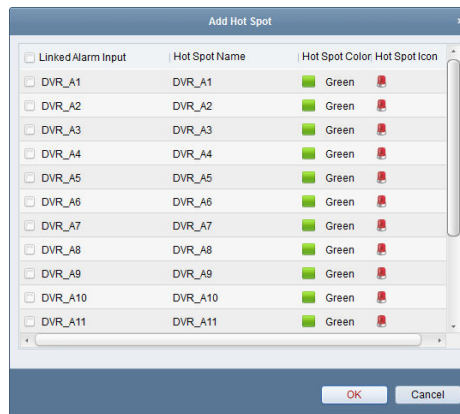 Add Hot Spot
Linked Alarm Input Hot Spot Name Hot Spot Color Hot Spot Icon
DVR_A1 DVR_A1 Green
DVR_A2 DVR_A2 Green
DVR_A3 DVR_A3 Green
DVR_A4 DVR_A4 Green
DVR_A5 DVR_A5 Green
DVR_A6 DVR_A6 Green
DVR_A7 DVR_A7 Green
DVR_A8 DVR_A8 Green
DVR_A9 DVR_A9 Green
DVR_A10 DVR_A10 Green
DVR_A11 DVR_A11 Green
OK Cancel